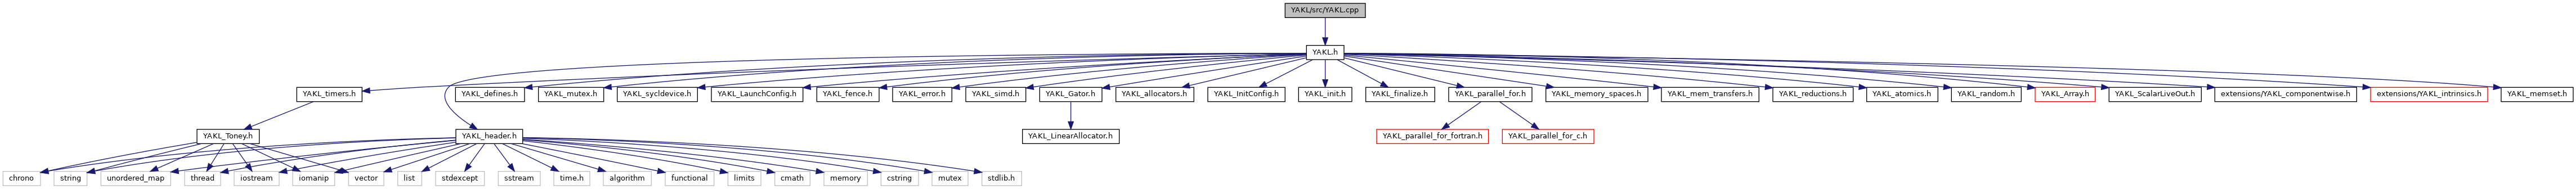 YAKL/src/YAKL.cpp
YAKL.h
YAKL_timers.h
YAKL_defines.h
YAKL_mutex.h
YAKL_sycldevice.h
YAKL_LaunchConfig.h
YAKL_fence.h
YAKL_error.h
YAKL_simd.h
YAKL_Gator.h
YAKL_allocators.h
YAKL_InitConfig.h
YAKL_init.h
YAKL_finalize.h
YAKL_parallel_for.h
YAKL_memory_spaces.h
YAKL_mem_transfers.h
YAKL_reductions.h
YAKL_atomics.h
YAKL_random.h
YAKL_Array.h
YAKL_ScalarLiveOut.h
extensions/YAKL_componentwise.h
extensions/YAKL_intrinsics.h
YAKL_memset.h
YAKL_Toney.h
YAKL_header.h
YAKL_LinearAllocator.h
YAKL_parallel_for_fortran.h
YAKL_parallel_for_c.h
chrono
string
unordered_map
thread
iostream
iomanip
vector
list
stdexcept
sstream
time.h
algorithm
functional
limits
cmath
memory
cstring
mutex
stdlib.h